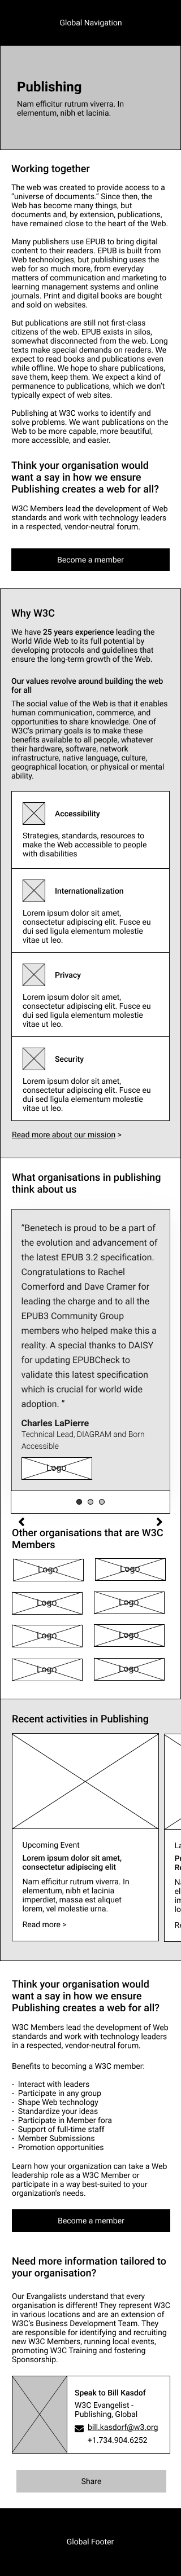 Global Navigation
Publishing
Nam efficitur rutrum viverra. In
elementum, nibh et lacinia.
Working together
The web was created to provide access to a
“universe of documents.” Since then, the
Web has become many things, but
documents and, by extension, publications,
have remained close to the heart of the Web.
Many publishers use EPUB to bring digital
content to their readers. EPUB is built from
Web technologies, but publishing uses the
web for so much more, from everyday
matters of communication and marketing to
learning management systems and online
journals. Print and digital books are bought
and sold on websites.
But publications are still not first-class
citizens of the web. EPUB exists in silos,
somewhat disconnected from the web. Long
texts make special demands on readers. We
expect to read books and publications even
while offline. We hope to share publications,
save them, keep them. We expect a kind of
permanence to publications, which we don’t
typically expect of web sites.
Publishing at W3C works to identify and
solve problems. We want publications on the
Web to be more capable, more beautiful,
more accessible, and easier.
Think your organisation would
want a say in how we ensure
Publishing creates a web for all?
W3C Members lead the development of Web
standards and work with technology leaders
in a respected, vendor-neutral forum.
Become a member
Why W3C
We have 25 years experience leading the
World Wide Web to its full potential by
developing protocols and guidelines that
ensure the long-term growth of the Web.
Our values revolve around building the web
for all
The social value of the Web is that it enables
human communication, commerce, and
opportunities to share knowledge. One of
W3C’s primary goals is to make these
benefits available to all people, whatever
their hardware, software, network
infrastructure, native language, culture,
geographical location, or physical or mental
ability.
Accessibility
Strategies, standards, resources to
make the Web accessible to people
with disabilities
Internationalization
Lorem ipsum dolor sit amet,
consectetur adipiscing elit. Fusce eu
dui sed ligula elementum molestie
vitae ut leo.
Privacy
Lorem ipsum dolor sit amet,
consectetur adipiscing elit. Fusce eu
dui sed ligula elementum molestie
vitae ut leo.
Security
Lorem ipsum dolor sit amet,
consectetur adipiscing elit. Fusce eu
dui sed ligula elementum molestie
vitae ut leo.
Read more about our mission >
What organisations in publishing
think about us
“Benetech is proud to be a part of
the evolution and advancement of
the latest EPUB 3.2 specification.
Congratulations to Rachel
Comerford and Dave Cramer for
leading the charge and to all the
EPUB3 Community Group
members who helped make this a
reality. A special thanks to DAISY
for updating EPUBCheck to
validate this latest specification
which is crucial for world wide
adoption. ”
Charles LaPierre
Technical Lead, DIAGRAM and Born
Accessible
Logo
Other organisations that are W3C
Members
Logo Logo
Logo Logo
Logo Logo
Logo Logo
Recent activities in Publishing
Upcoming Event
Lorem ipsum dolor sit amet,
consectetur adipiscing elit
Nam efficitur rutrum viverra. In
elementum, nibh et lacinia
imperdiet, massa est aliquet
lorem, vel molestie urna.
Read more >
Think your organisation would
want a say in how we ensure
Publishing creates a web for all?
W3C Members lead the development of Web
standards and work with technology leaders
in a respected, vendor-neutral forum.
Benefits to becoming a W3C member:
- Interact with leaders
- Participate in any group
- Shape Web technology
- Standardize your ideas
- Participate in Member fora
- Support of full-time staff
- Member Submissions
- Promotion opportunities
Learn how your organization can take a Web
leadership role as a W3C Member or
participate in a way best-suited to your
organization's needs.
Become a member
Need more information tailored to
your organisation?
Our Evangelists understand that every
organisation is different! They represent W3C
in various locations and are an extension of
W3C's Business Development Team. They
are responsible for identifying and recruiting
new W3C Members, running local events,
promoting W3C Training and fostering
Sponsorship.
Speak to Bill Kasdof
W3C Evangelist -
Publishing, Global
bill.kasdorf@w3.org
+1.734.904.6252
Share
Global Footer